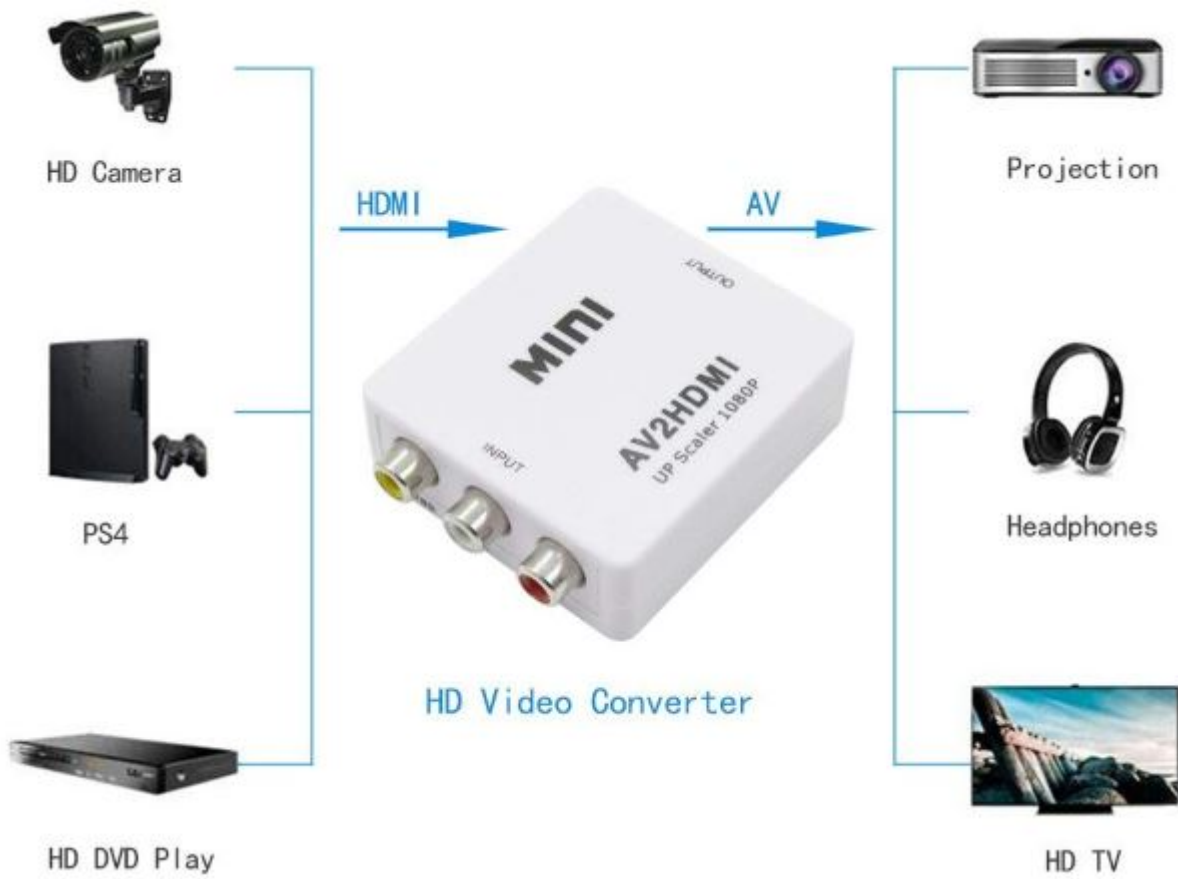 HD Camera
Projection
HDMI
AV
OUTPUT
MINI
AV2HDMI
UP Scaler 1080P
INPUT
PS4
Headphones
HD Video Converter
HD DVD Play
HD TV